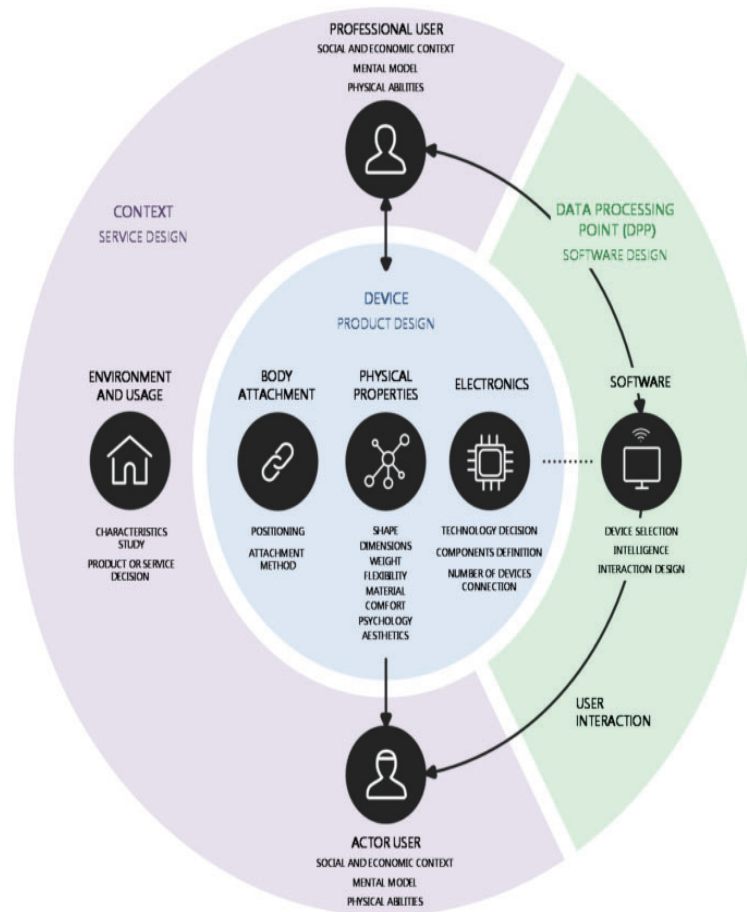 PROFESSIONAL USER
SOCIAL AND ECONOMIC CONTEXT
MENTAL MODEL
PHYSICAL ABILITIES
CONTEXT
SERVICE DESIGN
DATA PROCESSING
POINT (DPP)
SOFTWARE DESIGN
DEVICE
PRODUCT DESIGN
ENVIRONMENT
AND USAGE
CHARACTERISTICS
STUDY
PRODUCT OR SERVICE
DECISION
BODY
ATTACHMENT
POSITIONING
ATTACHMENT
METHOD
PHYSICAL
PROPERTIES
SHAPE
DIMENSIONS
WEIGHT
FLEXIBILITY
MATERIAL
COMFORT
PSYCHOLOGY
AESTHETICS
ELECTRONICS
TECHNOLOGY DECISION
COMPONENTS DEFINITION
NUMBER OF DEVICES
CONNECTION
SOFTWARE
DEVICE SELECTION
INTELLIGENCE
INTERACTION DESIGN
USER
INTERACTION
ACTOR USER
SOCIAL AND ECONOMIC CONTEXT
MENTAL MODEL
PHYSICAL ABILITIES